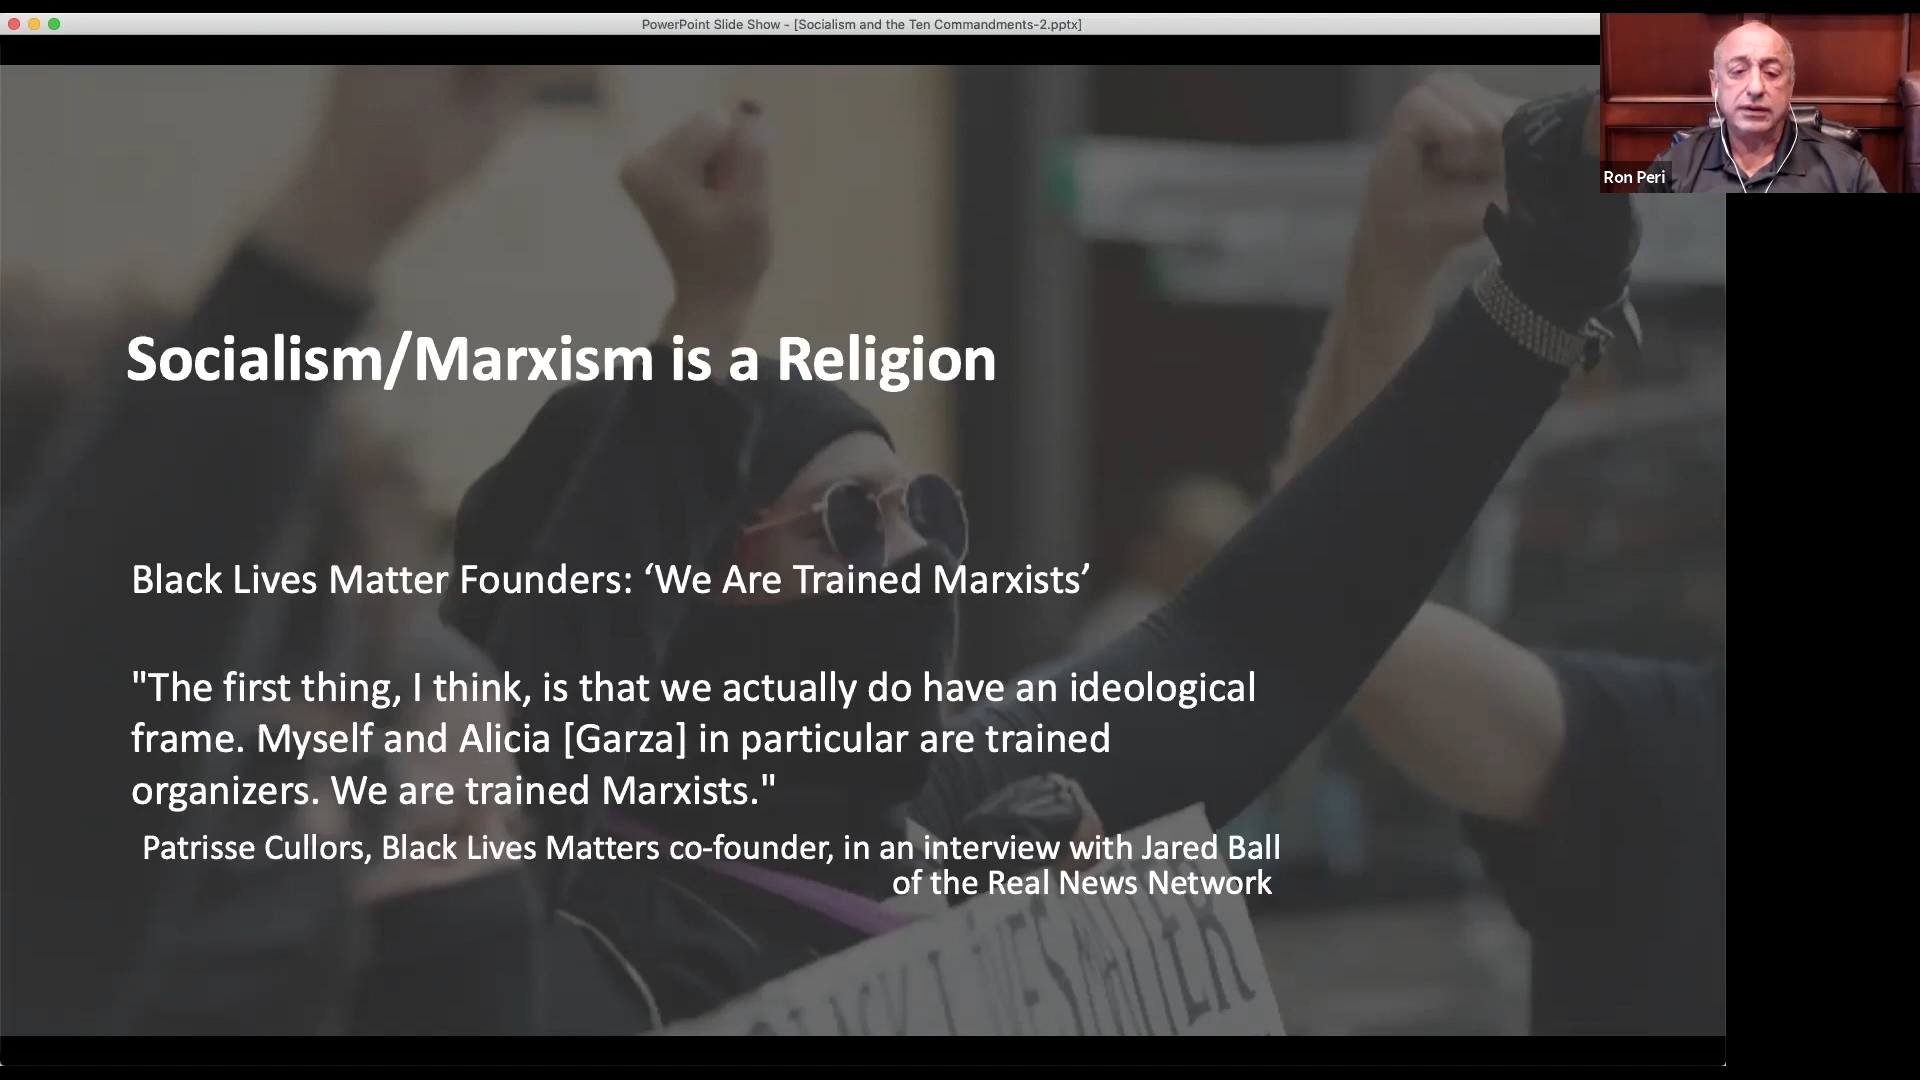 PowerPoint Slide Show - [Socialism and the Ten Commandments-2.pptx]
Ron Peri
Socialism/Marxism is a Religion
Black Lives Matter Founders: ‘We Are Trained Marxists’
"The first thing, I think, is that we actually do have an ideological
frame. Myself and Alicia [Garza] in particular are trained
organizers. We are trained Marxists."
Patrisse Cullors, Black Lives Matters co-founder, in an interview with Jared Ball
of the Real News Network
BLACK LIVES MATTER